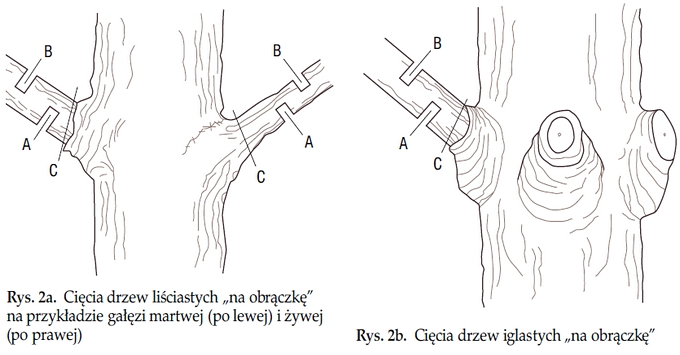 B
A
C
B
A
C
B
A
C
Rys. 2a. Cięcia drzew liściastych „na obrączkę”
na przykładzie gałęzi martwej (po lewej) i żywej
(po prawej)
Rys. 2b. Cięcia drzew iglastych „na obrączkę”